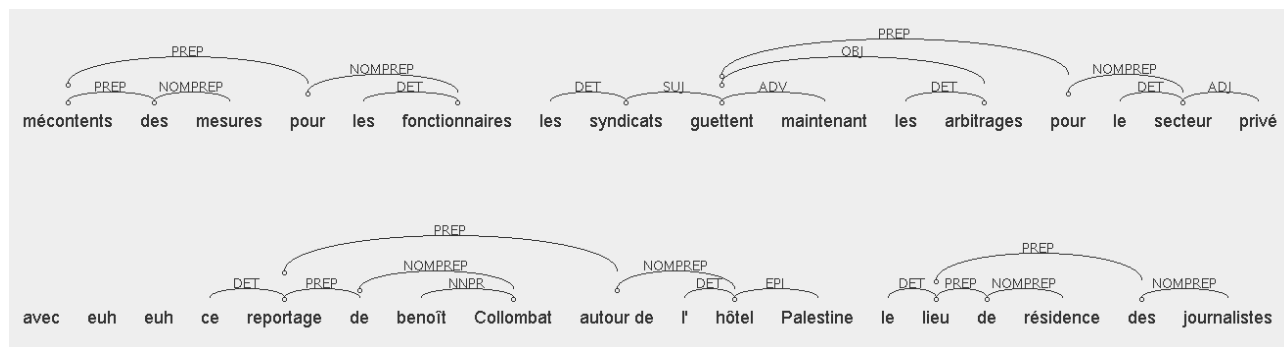 PREP PREP
OBJ
NOMPREP NOMPREP
PREP NOMPREP DET DET SUJ ADV DET DET ADJ
mécontents des mesures pour les fonctionnaires les syndicats guettent maintenant les arbitrages pour le secteur privé
PREP
PREP
NOMPREP NOMPREP
DET PREP NNPR DET EPI DET PREP NOMPREP NOMPREP
avec euh euh ce reportage de benoît Collombat autour de l' hôtel Palestine le lieu de résidence des journalistes